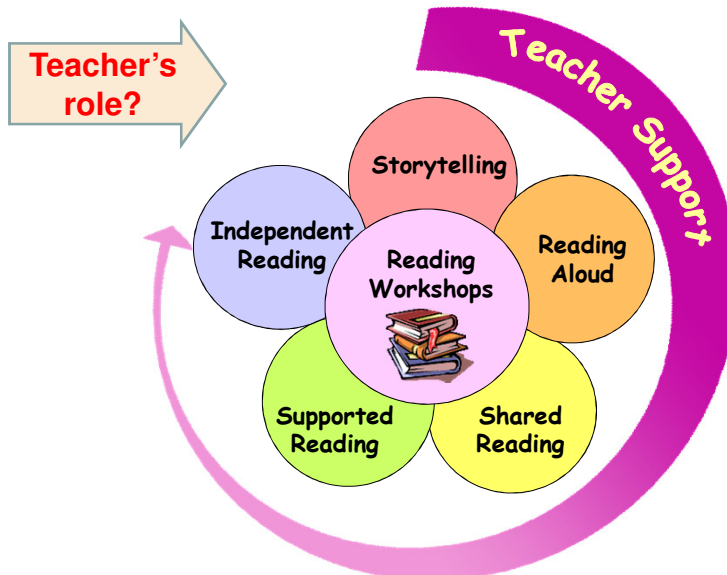 Teacher's
role?
Teacher Support
Storytelling
Independent
Reading
Reading
Aloud
Reading
Workshops
Supported
Reading
Shared
Reading